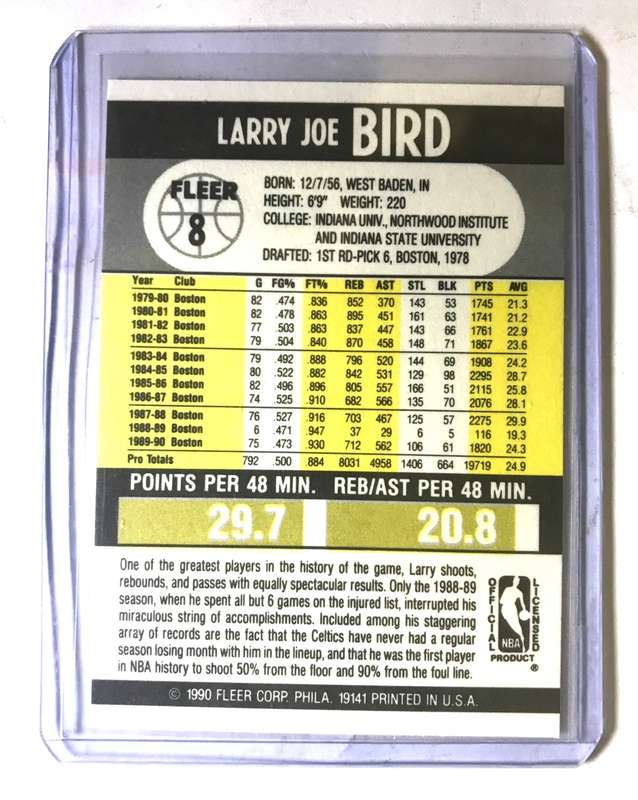 LARRY JOE BIRD
FLEER
8
BORN: 12/7/56, WEST BADEN, IN
HEIGHT: 6'9" WEIGHT: 220
COLLEGE: INDIANA UNIV., NORTHWOOD INSTITUTE
AND INDIANA STATE UNIVERSITY
DRAFTED: 1ST RD-PICK 6, BOSTON, 1978
Year Club G FG% FT% REB AST STL BLK PTS AVG
1979-80 Boston 82 .474 .836 852 370 143 53 1745 21.3
1980-81 Boston 82 .478 .863 895 451 161 63 1741 21.2
1981-82 Boston 77 .503 .863 837 447 143 66 1761 22.9
1982-83 Boston 79 .504 .840 870 458 148 71 1867 23.6
1983-84 Boston 79 .492 .888 796 520 144 69 1908 24.2
1984-85 Boston 80 .522 .882 842 531 129 98 2295 28.7
1985-86 Boston 82 .496 .896 805 557 166 51 2115 25.8
1986-87 Boston 74 .525 .910 682 566 135 70 2076 28.1
1987-88 Boston 76 .527 .916 703 467 125 57 2275 29.9
1988-89 Boston 6 .471 .947 37 29 6 5 116 19.3
1989-90 Boston 75 .473 .930 712 562 106 61 1820 24.3
Pro Totals 792 .500 .884 8031 4958 1406 664 19719 24.9
POINTS PER 48 MIN. REB/AST PER 48 MIN.
29.7 20.8
One of the greatest players in the history of the game, Larry shoots,
rebounds, and passes with equally spectacular results. Only the 1988-89
season, when he spent all but 6 games on the injured list, interrupted his
miraculous string of accomplishments. Included among his staggering
array of records are the fact that the Celtics have never had a regular
season losing month with him in the lineup, and that he was the first player
in NBA history to shoot 50% from the floor and 90% from the foul line.
OFFICIAL
LICENSED
NBA
PRODUCT ®
© 1990 FLEER CORP. PHILA. 19141 PRINTED IN U.S.A.